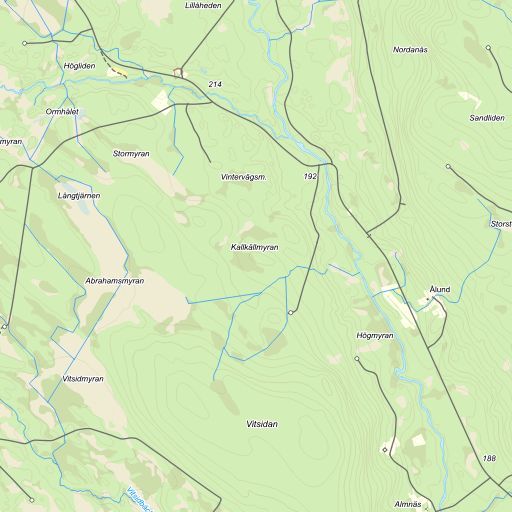 Lillåheden
Nordanås
Högliden
214
Ormhålet
Sandliden
myran
Stormyran
Vintervägsm.
192
Långtjärnen
Storst
Kallkällmyran
Abrahamsmyran
Ålund
Högmyran
Vitsidmyran
Vitsidan
188
Almnäs